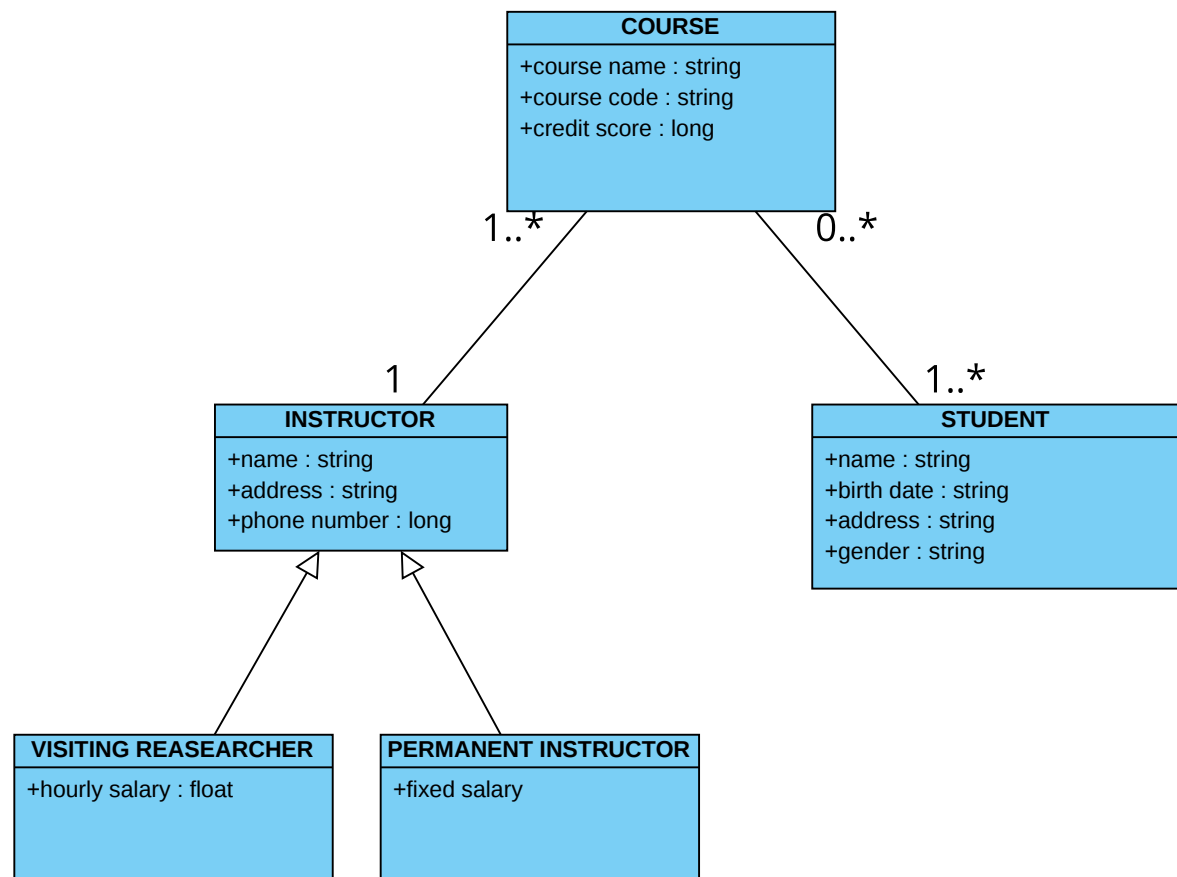 COURSE
+course name : string
+course code : string
+credit score : long
1..*
0..*
1
1..*
INSTRUCTOR
+name : string
+address : string
+phone number : long
STUDENT
+name : string
+birth date : string
+address : string
+gender : string
VISITING REASEARCHER
+hourly salary : float
PERMANENT INSTRUCTOR
+fixed salary